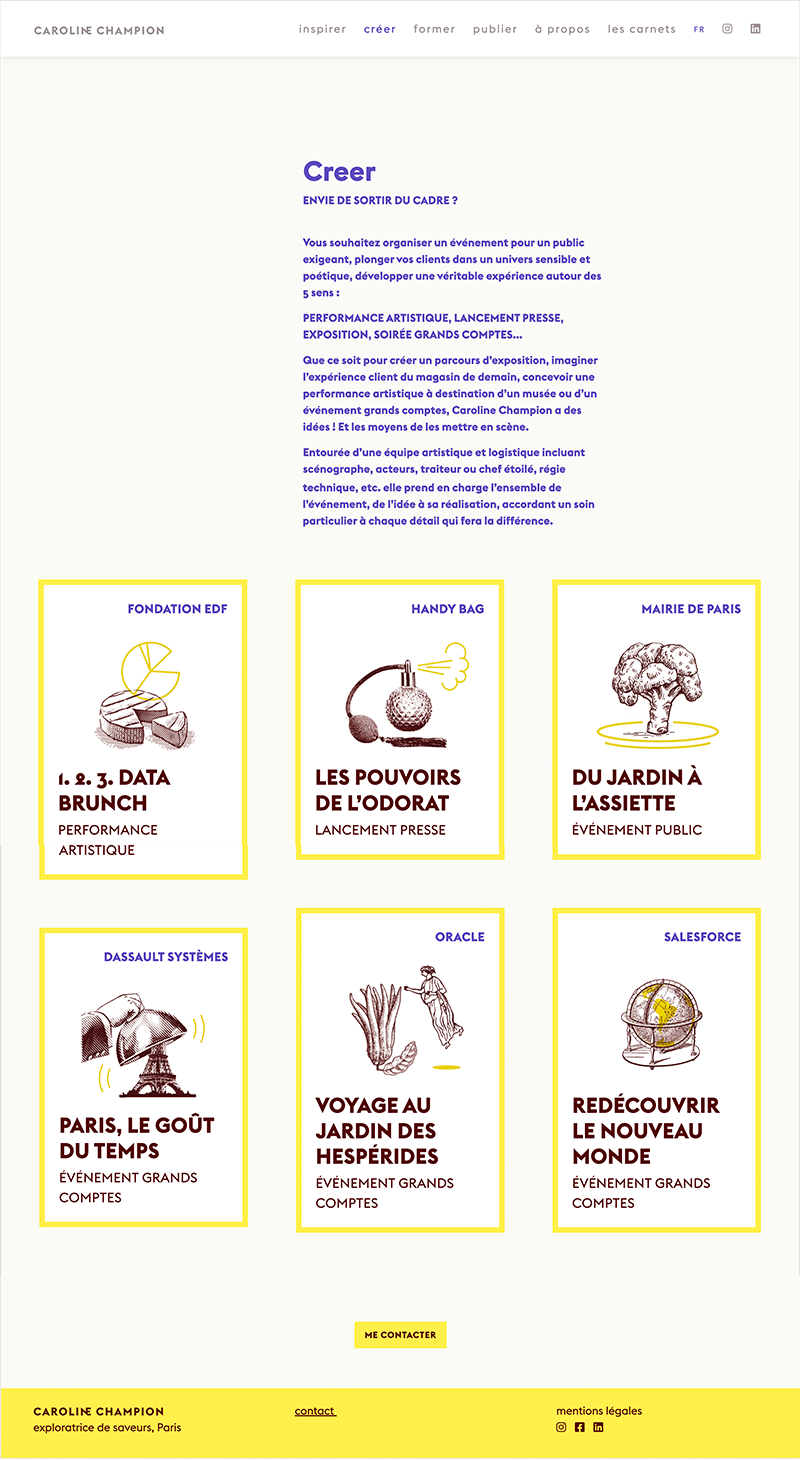 CAROLINE CHAMPION
inspirer créer former publier à propos les carnets FR
Creer
ENVIE DE SORTIR DU CADRE ?
Vous souhaitez organiser un événement pour un public
exigeant, plonger vos clients dans un univers sensible et
poétique, développer une véritable expérience autour des
5 sens :
PERFORMANCE ARTISTIQUE, LANCEMENT PRESSE,
EXPOSITION, SOIRÉE GRANDS COMPTES...
Que ce soit pour créer un parcours d'exposition, imaginer
l'expérience client du magasin de demain, concevoir une
performance artistique à destination d'un musée ou d'un
événement grands comptes, Caroline Champion a des
idées ! Et les moyens de les mettre en scène.
Entourée d'une équipe artistique et logistique incluant
scénographe, acteurs, traiteur ou chef étoilé, régie
technique, etc. elle prend en charge l'ensemble de
l'événement, de l'idée à sa réalisation, accordant un soin
particulier à chaque détail qui fera la différence.
FONDATION EDF
1. 2. 3. DATA
BRUNCH
PERFORMANCE
ARTISTIQUE
HANDY BAG
LES POUVOIRS
DE L'ODORAT
LANCEMENT PRESSE
MAIRIE DE PARIS
DU JARDIN À
L'ASSIETTE
ÉVÉNEMENT PUBLIC
DASSAULT SYSTÈMES
PARIS, LE GOÛT
DU TEMPS
ÉVÉNEMENT GRANDS
COMPTES
ORACLE
VOYAGE AU
JARDIN DES
HESPÉRIDES
ÉVÉNEMENT GRANDS
COMPTES
SALESFORCE
REDÉCOUVRIR
LE NOUVEAU
MONDE
ÉVÉNEMENT GRANDS
COMPTES
ME CONTACTER
CAROLINE CHAMPION
exploratrice de saveurs, Paris
contact
mentions légales